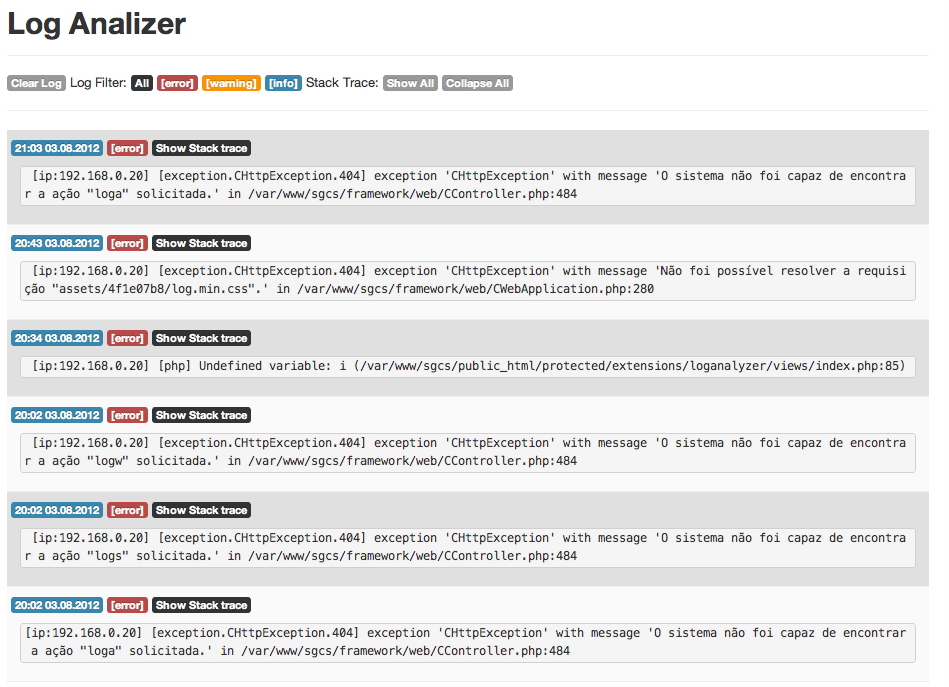 Log Analizer
Clear Log Log Filter: All [error] [warning] [info] Stack Trace: Show All Collapse All
21:03 03.08.2012 [error] Show Stack trace
[ip:192.168.0.20] [exception.CHttpException.404] exception 'CHttpException' with message 'O sistema não foi capaz de encontra
r a ação "loga" solicitada.' in /var/www/sgcs/framework/web/CController.php:484
20:43 03.08.2012 [error] Show Stack trace
[ip:192.168.0.20] [exception.CHttpException.404] exception 'CHttpException' with message 'Não foi possível resolver a requisi
ção "assets/4f1e07b8/log.min.css".' in /var/www/sgcs/framework/web/CWebApplication.php:280
20:34 03.08.2012 [error] Show Stack trace
[ip:192.168.0.20] [php] Undefined variable: i (/var/www/sgcs/public_html/protected/extensions/loganalyzer/views/index.php:85)
20:02 03.08.2012 [error] Show Stack trace
[ip:192.168.0.20] [exception.CHttpException.404] exception 'CHttpException' with message 'O sistema não foi capaz de encontra
r a ação "logw" solicitada.' in /var/www/sgcs/framework/web/CController.php:484
20:02 03.08.2012 [error] Show Stack trace
[ip:192.168.0.20] [exception.CHttpException.404] exception 'CHttpException' with message 'O sistema não foi capaz de encontra
r a ação "logs" solicitada.' in /var/www/sgcs/framework/web/CController.php:484
20:02 03.08.2012 [error] Show Stack trace
[ip:192.168.0.20] [exception.CHttpException.404] exception 'CHttpException' with message 'O sistema não foi capaz de encontrar
a ação "loga" solicitada.' in /var/www/sgcs/framework/web/CController.php:484